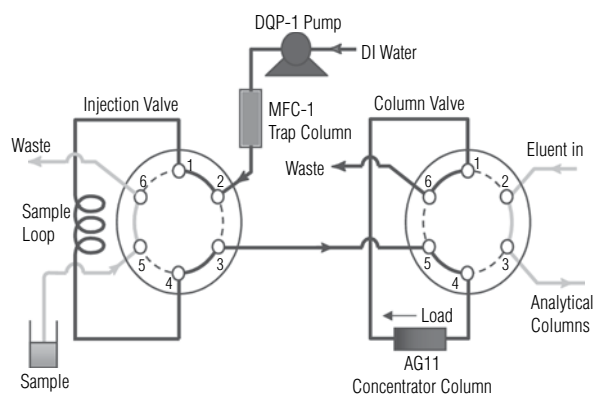 DQP-1 Pump
DI Water
MFC-1
Trap Column
Injection Valve
Column Valve
Waste
Waste
Eluent in
1
2
3
4
5
6
Sample
Loop
1
2
3
4
5
6
Load
Analytical
Columns
AG11
Concentrator Column
Sample